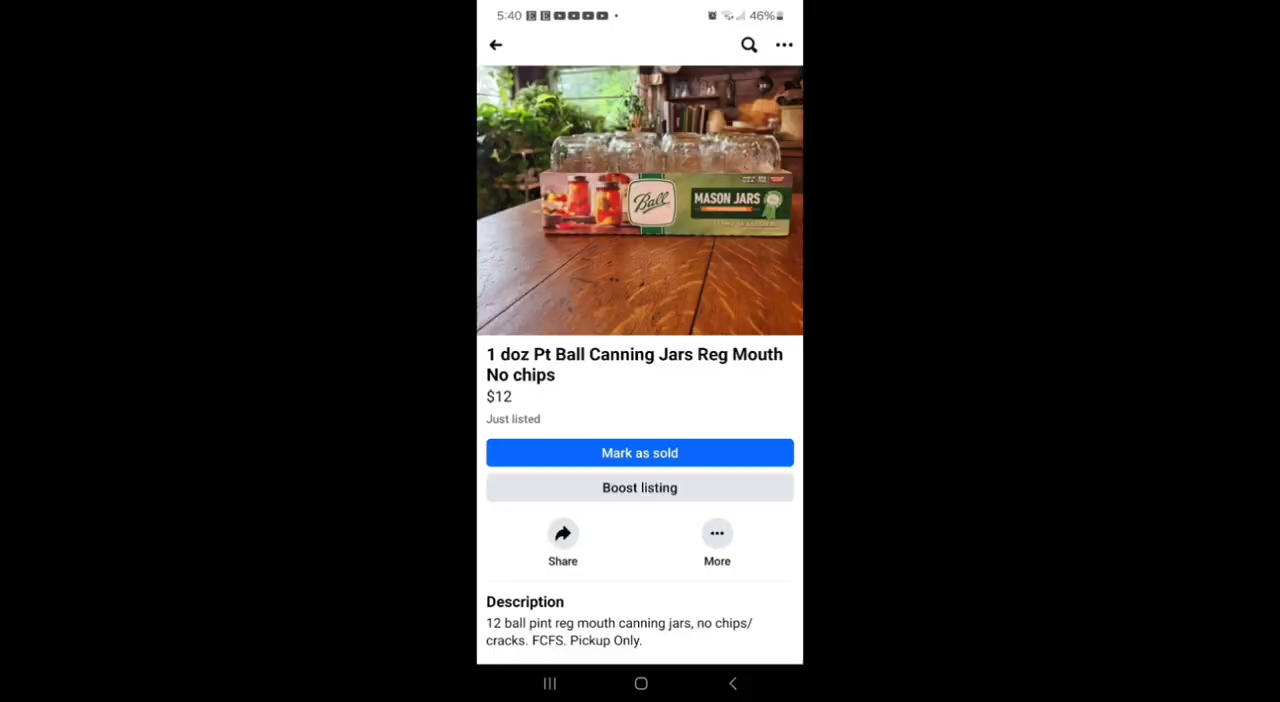 5:40
46%
Ball
MASON JARS
1 doz Pt Ball Canning Jars Reg Mouth
No chips
$12
Just listed
Mark as sold
Boost listing
Share
More
Description
12 ball pint reg mouth canning jars, no chips/
cracks. FCFS. Pickup Only.